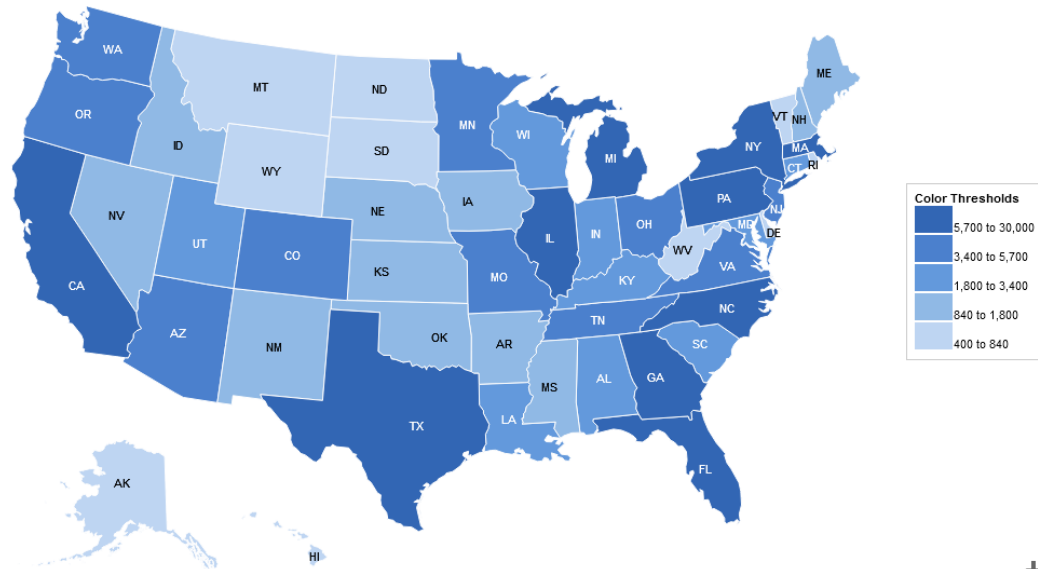 WA
MT
ND
ME
OR
MN
VT
NH
ID
WI
SD
NY
MA
MI
CT
RI
WY
IA
PA
NV
NE
NJ
OH
MD
DE
UT
IL
IN
CO
WV
CA
KS
MO
VA
KY
NC
TN
AZ
OK
NM
AR
SC
MS
AL
GA
LA
TX
FL
AK
HI
Color Thresholds
5,700 to 30,000
3,400 to 5,700
1,800 to 3,400
840 to 1,800
400 to 840